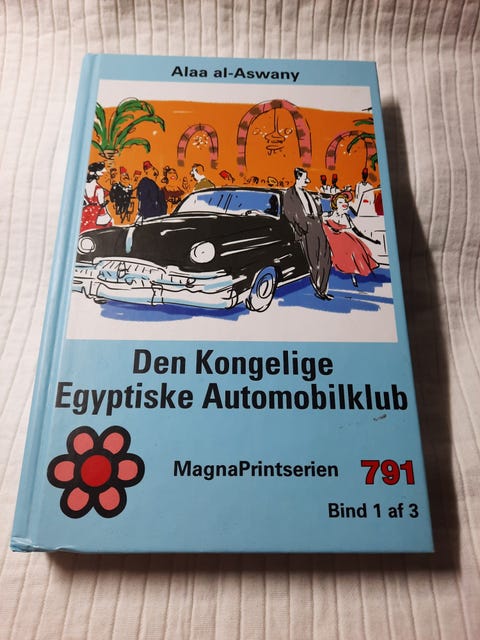 Alaa al-Aswany
Den Kongelige
Egyptiske Automobilklub
MagnaPrintserien 791
Bind 1 af 3